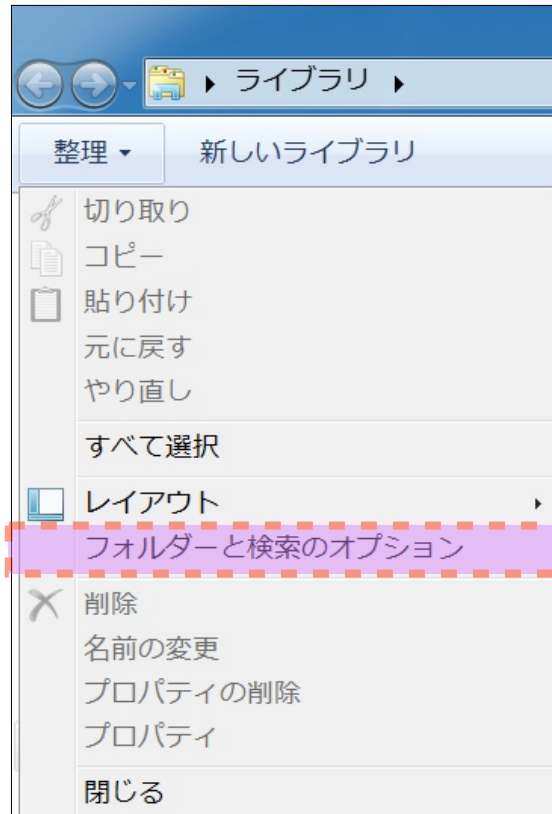 ライブラリ
整理 新しいライブラリ
切り取り
コピー
貼り付け
元に戻す
やり直し
すべて選択
レイアウト
フォルダーと検索のオプション
削除
名前の変更
プロパティの削除
プロパティ
閉じる